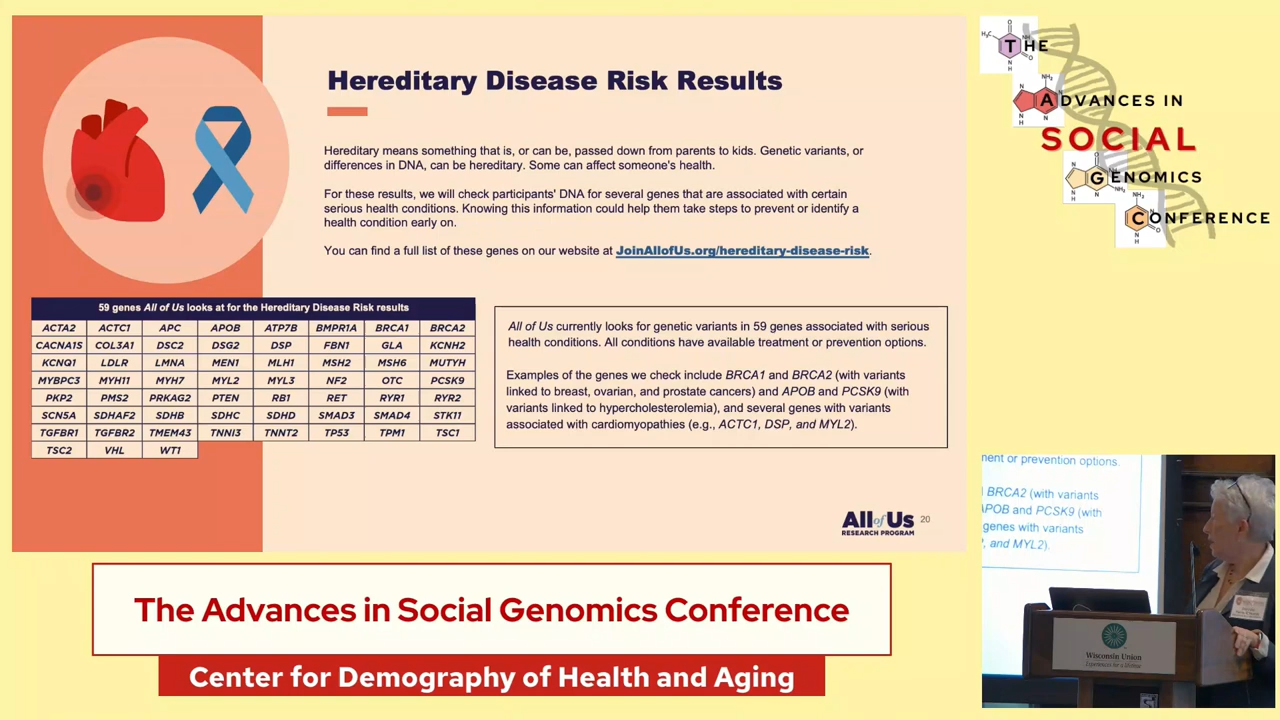 Hereditary Disease Risk Results
Hereditary means something that is, or can be, passed down from parents to kids. Genetic variants, or
differences in DNA, can be hereditary. Some can affect someone's health.
For these results, we will check participants' DNA for several genes that are associated with certain
serious health conditions. Knowing this information could help them take steps to prevent or identify a
health condition early on.
You can find a full list of these genes on our website at JoinAllofUs.org/hereditary-disease-risk.
59 genes All of Us looks at for the Hereditary Disease Risk results
ACTA2 ACTC1 APC APOB ATP7B BMPR1A BRCA1 BRCA2
CACNA1S COL3A1 DSC2 DSG2 DSP FBN1 GLA KCNH2
KCNQ1 LDLR LMNA MEN1 MLH1 MSH2 MSH6 MUTYH
MYBPC3 MYH11 MYH7 MYL2 MYL3 NF2 OTC PCSK9
PKP2 PMS2 PRKAG2 PTEN RB1 RET RYR1 RYR2
SCN5A SDHAF2 SDHB SDHC SDHD SMAD3 SMAD4 STK11
TGFBR1 TGFBR2 TMEM43 TNNI3 TNNT2 TP53 TPM1 TSC1
TSC2 VHL WT1
All of Us currently looks for genetic variants in 59 genes associated with serious
health conditions. All conditions have available treatment or prevention options.
Examples of the genes we check include BRCA1 and BRCA2 (with variants
linked to breast, ovarian, and prostate cancers) and APOB and PCSK9 (with
variants linked to hypercholesterolemia), and several genes with variants
associated with cardiomyopathies (e.g., ACTC1, DSP, and MYL2).
All of Us
RESEARCH PROGRAM
20
THE
ADVANCES IN
SOCIAL
GENOMICS
CONFERENCE
H₃C
O
NH
N
H
O
NH₂
N
N
N
H
O
NH
NH₂
N
H
NH₂
N
O
N
H
ment or prevention options.
BRCA2 (with variants
APOB and PCSK9 (with
genes with variants
, and MYL2).
Wisconsin Union
Experiences for a lifetime
The Advances in Social Genomics Conference
Center for Demography of Health and Aging